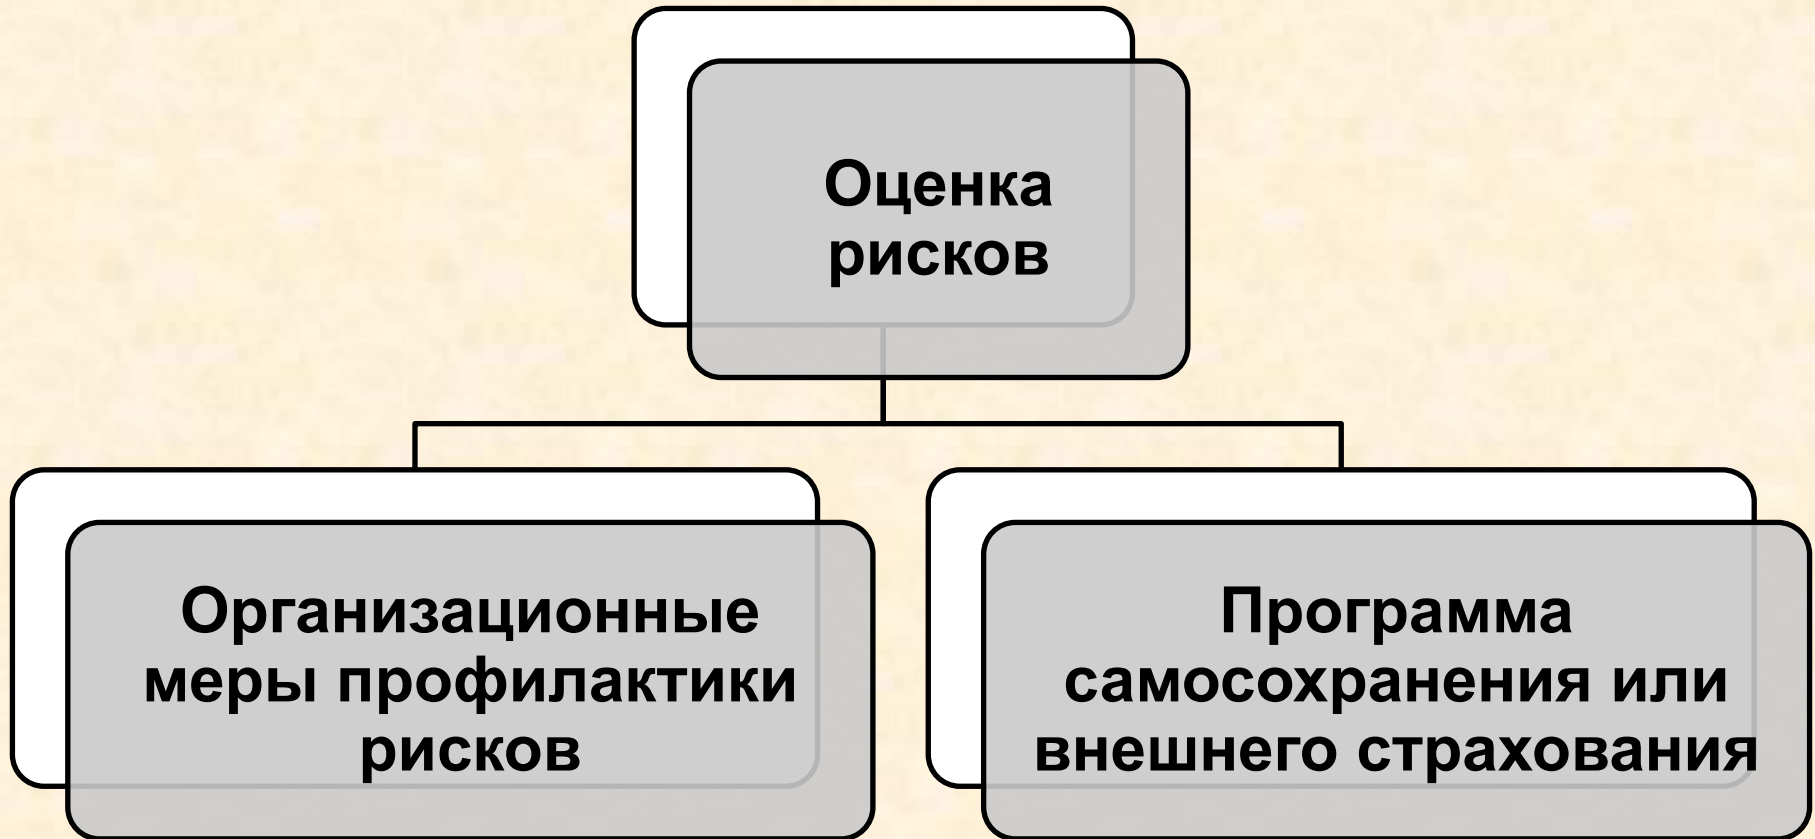 Оценка
рисков
Организационные
меры профилактики
рисков
Программа
самосохранения или
внешнего страхования